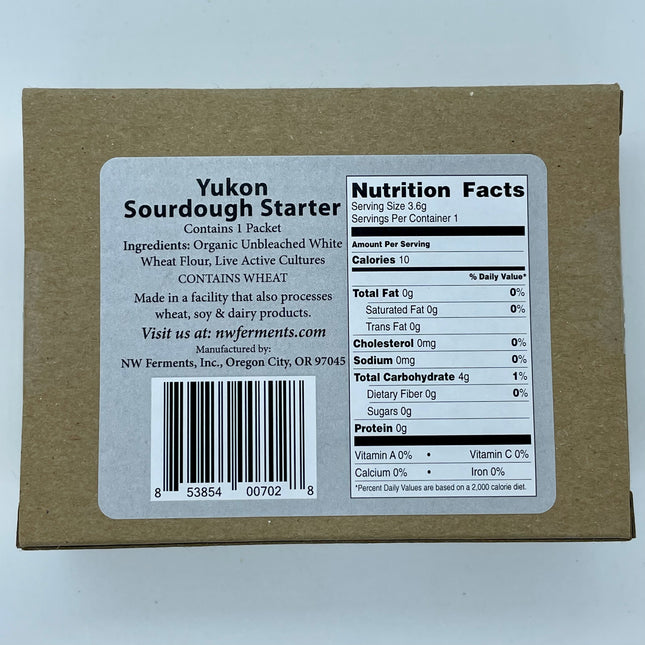 Yukon
Sourdough Starter
Contains 1 Packet
Ingredients: Organic Unbleached White
Wheat Flour, Live Active Cultures
CONTAINS WHEAT
Made in a facility that also processes
wheat, soy & dairy products.
Visit us at: nwferments.com
Manufactured by:
NW Ferments, Inc., Oregon City, OR 97045
8 53854 00702 8
Nutrition Facts
Serving Size 3.6g
Servings Per Container 1
Amount Per Serving
Calories 10
% Daily Value*
Total Fat 0g 0%
Saturated Fat 0g 0%
Trans Fat 0g
Cholesterol 0mg 0%
Sodium 0mg 0%
Total Carbohydrate 4g 1%
Dietary Fiber 0g 0%
Sugars 0g
Protein 0g
Vitamin A 0% • Vitamin C 0%
Calcium 0% • Iron 0%
*Percent Daily Values are based on a 2,000 calorie diet.